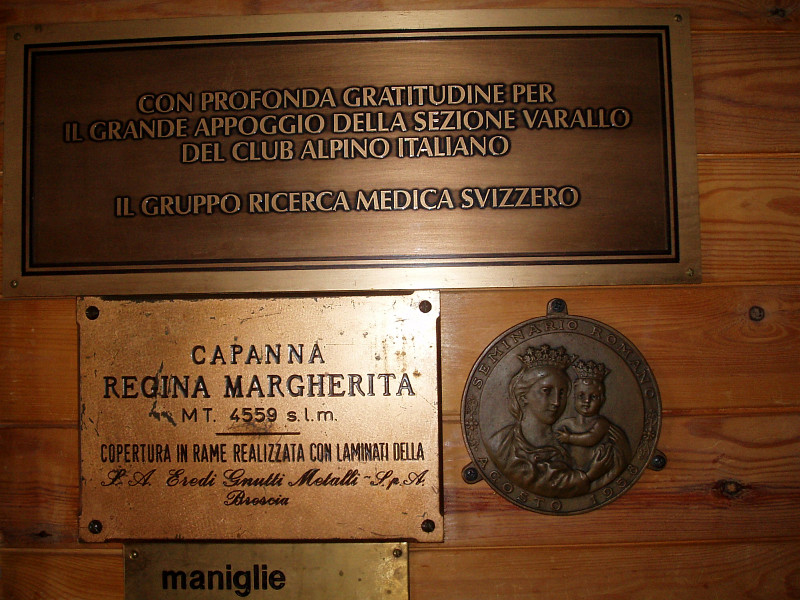 CON PROFONDA GRATITUDINE PER
IL GRANDE APPOGGIO DELLA SEZIONE VARALLO
DEL CLUB ALPINO ITALIANO
IL GRUPPO RICERCA MEDICA SVIZZERO
CAPANNA
REGINA MARGHERITA
MT. 4559 s.l.m.
COPERTURA IN RAME REALIZZATA CON LAMINATI DELLA
S. A. Eredi Gnutti Metalli - S.p.A.
Brescia
SEMINARIO ROMANO
AGOSTO 1988
maniglie